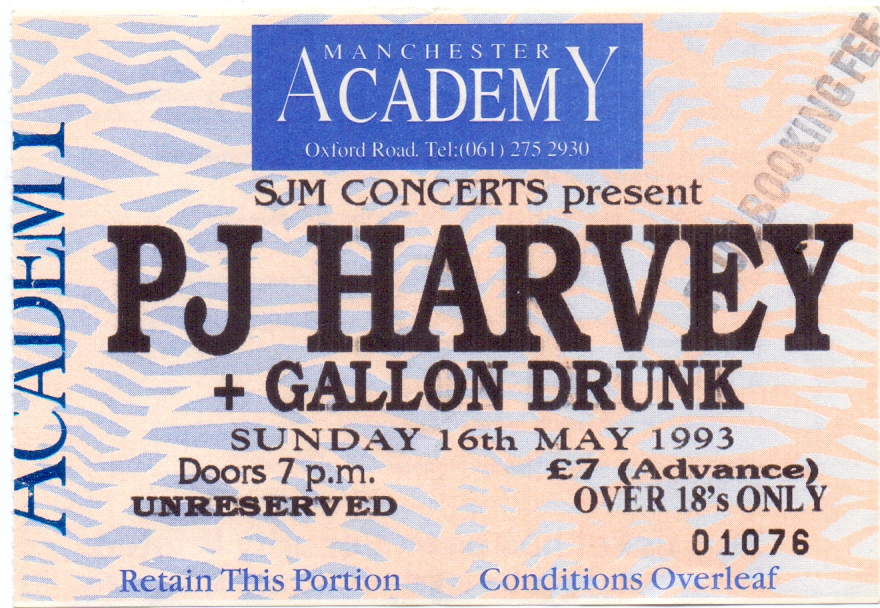 MANCHESTER
ACADEMY
Oxford Road. Tel:(061) 275 2930
SJM CONCERTS present
PJ HARVEY
+ GALLON DRUNK
SUNDAY 16th MAY 1993
Doors 7 p.m.
£7 (Advance)
UNRESERVED
OVER 18's ONLY
01076
Retain This Portion
Conditions Overleaf
ACADEMY
BOOKING FEE